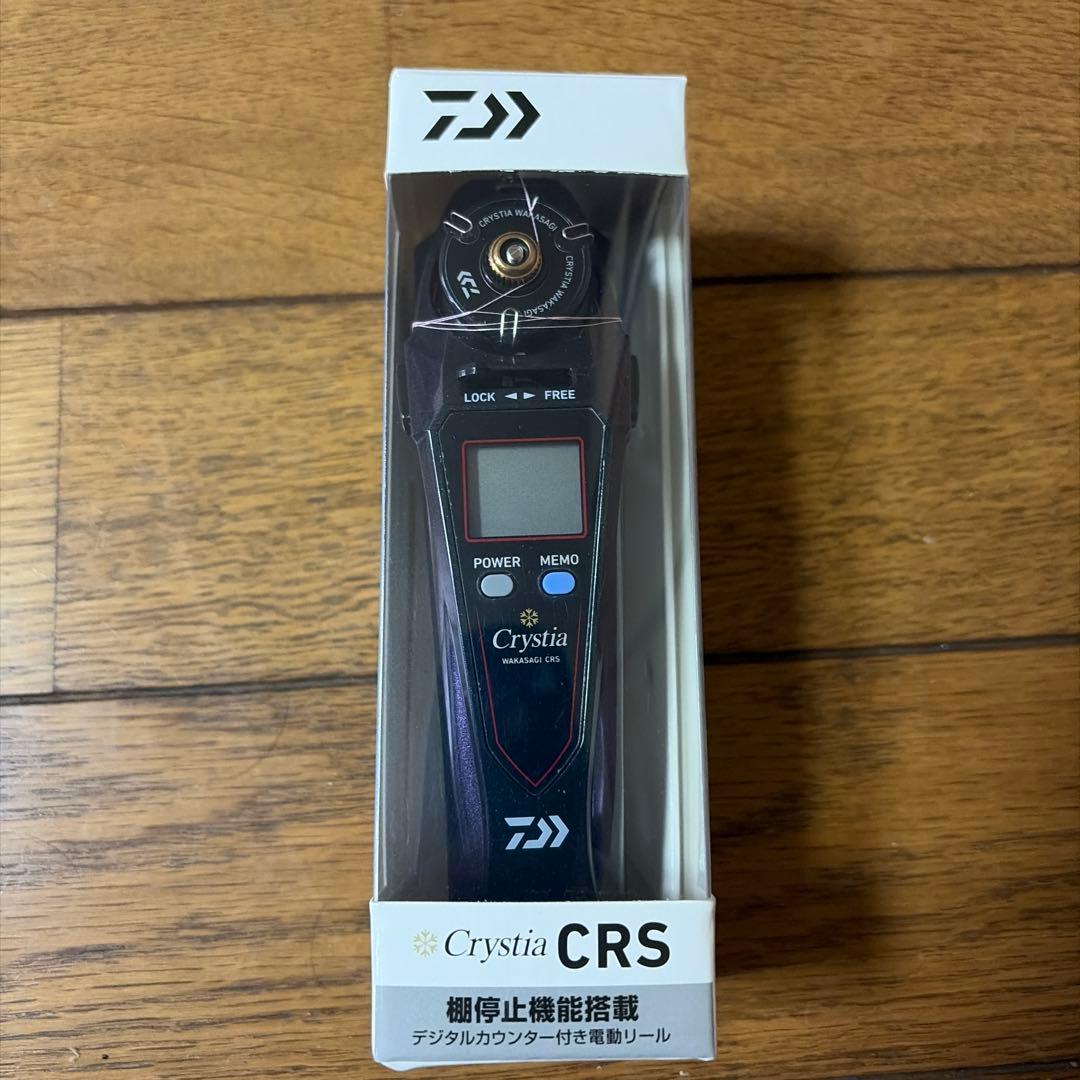 CRYSTIA WAKASAGI
CRYSTIA WAKASAGI
LOCK ◄ ► FREE
POWER MEMO
Crystia
WAKASAGI CRS
Crystia CRS
棚停止機能搭載
デジタルカウンター付き電動リール